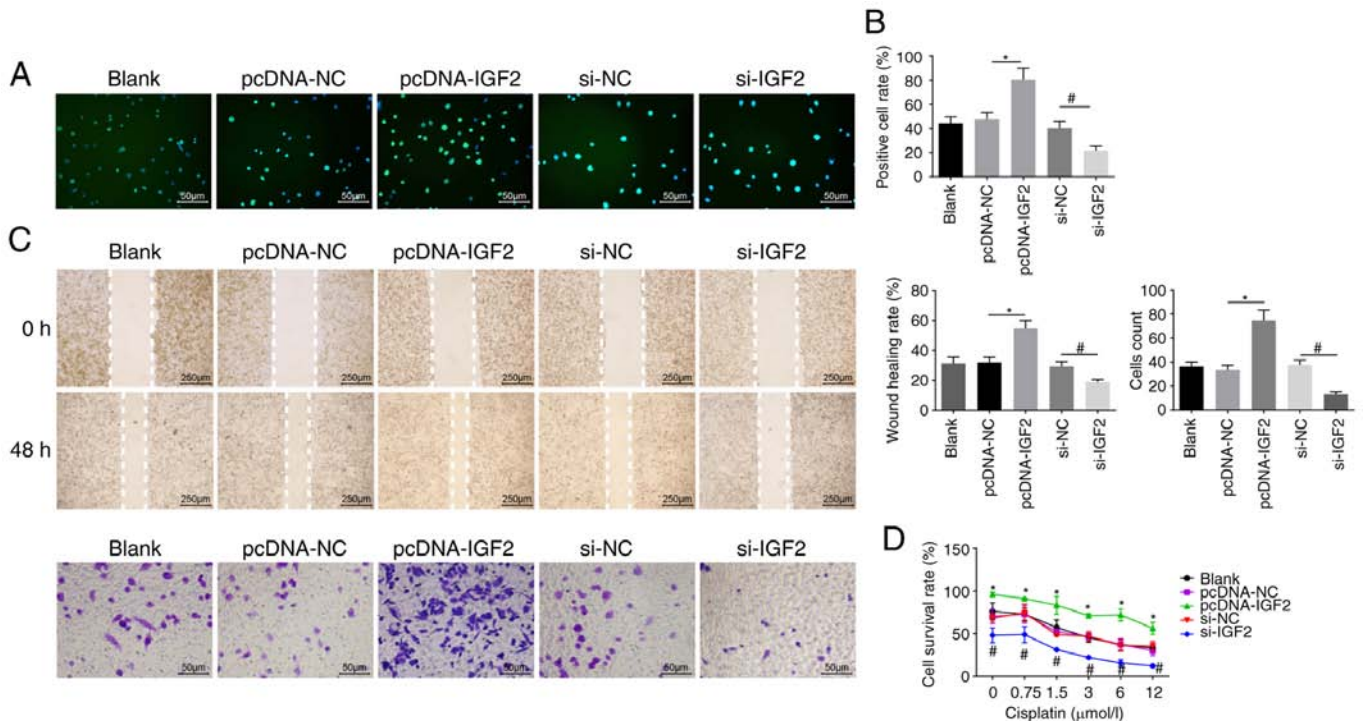 A
Blank pcDNA-NC pcDNA-IGF2 si-NC si-IGF2
50μm 50μm 50μm 50μm 50μm
B
Positive cell rate (%)
100
80
60
40
20
0
Blank pcDNA-NC pcDNA-IGF2 si-NC si-IGF2
* #
C
Blank pcDNA-NC pcDNA-IGF2 si-NC si-IGF2
0 h
250μm 250μm 250μm 250μm 250μm
48 h
250μm 250μm 250μm 250μm 250μm
Wound healing rate (%)
80
60
40
20
0
Blank pcDNA-NC pcDNA-IGF2 si-NC si-IGF2
* #
Cells count
100
80
60
40
20
0
Blank pcDNA-NC pcDNA-IGF2 si-NC si-IGF2
* #
Blank pcDNA-NC pcDNA-IGF2 si-NC si-IGF2
50μm 50μm 50μm 50μm 50μm
D
Cell survival rate (%)
150
100
50
0
* * * * * *
# # # # # #
0 0.75 1.5 3 6 12
Cisplatin (μmol/l)
Blank
pcDNA-NC
pcDNA-IGF2
si-NC
si-IGF2